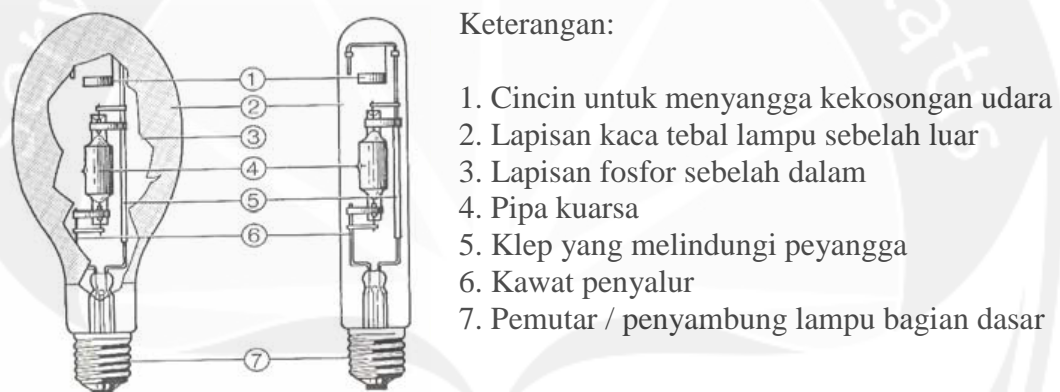 Keterangan:
1. Cincin untuk menyangga kekosongan udara
2. Lapisan kaca tebal lampu sebelah luar
3. Lapisan fosfor sebelah dalam
4. Pipa kuarsa
5. Klep yang melindungi peyangga
6. Kawat penyalur
7. Pemutar / penyambung lampu bagian dasar
1
2
3
4
5
6
7